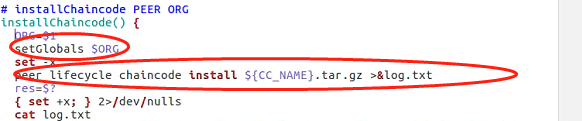 # installChaincode PEER ORG
installChaincode() {
ORG=$1
setGlobals $ORG
set -x
peer lifecycle chaincode install ${CC_NAME}.tar.gz >&log.txt
res=$?
{ set +x; } 2>/dev/nulls
cat log.txt